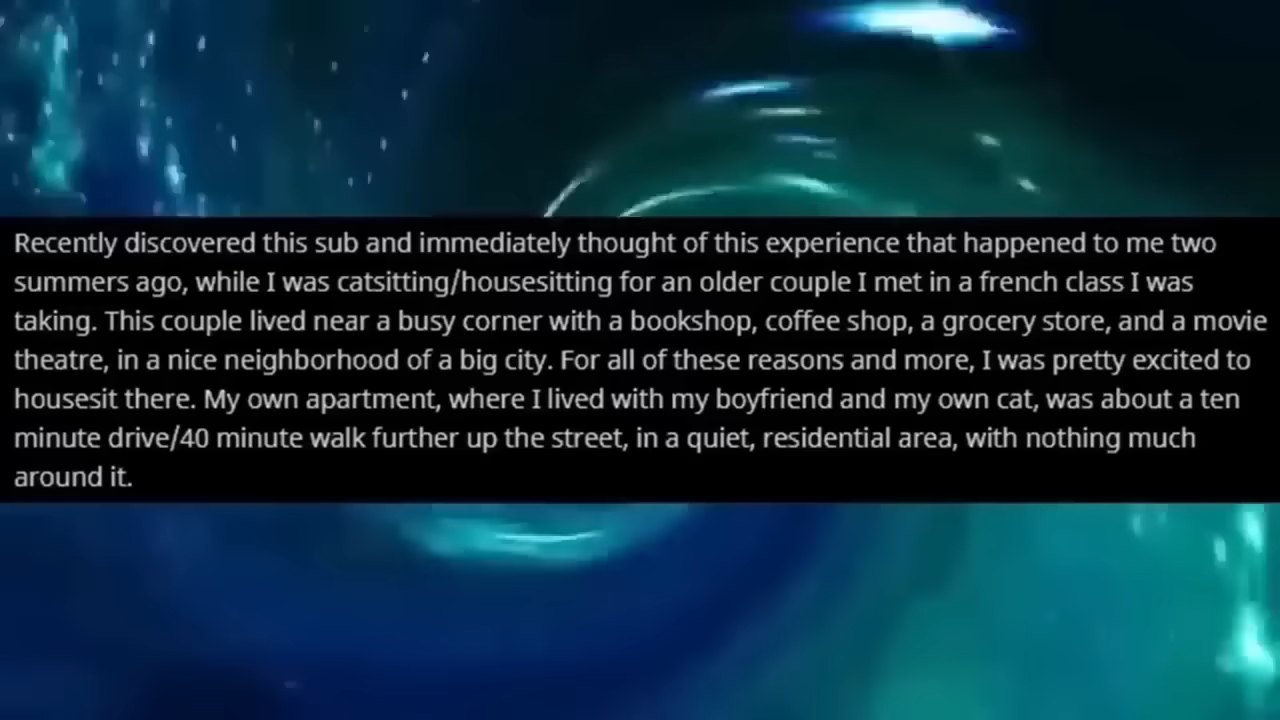 Recently discovered this sub and immediately thought of this experience that happened to me two
summers ago, while I was catsitting/housesitting for an older couple I met in a french class I was
taking. This couple lived near a busy corner with a bookshop, coffee shop, a grocery store, and a movie
theatre, in a nice neighborhood of a big city. For all of these reasons and more, I was pretty excited to
housesit there. My own apartment, where I lived with my boyfriend and my own cat, was about a ten
minute drive/40 minute walk further up the street, in a quiet, residential area, with nothing much
around it.